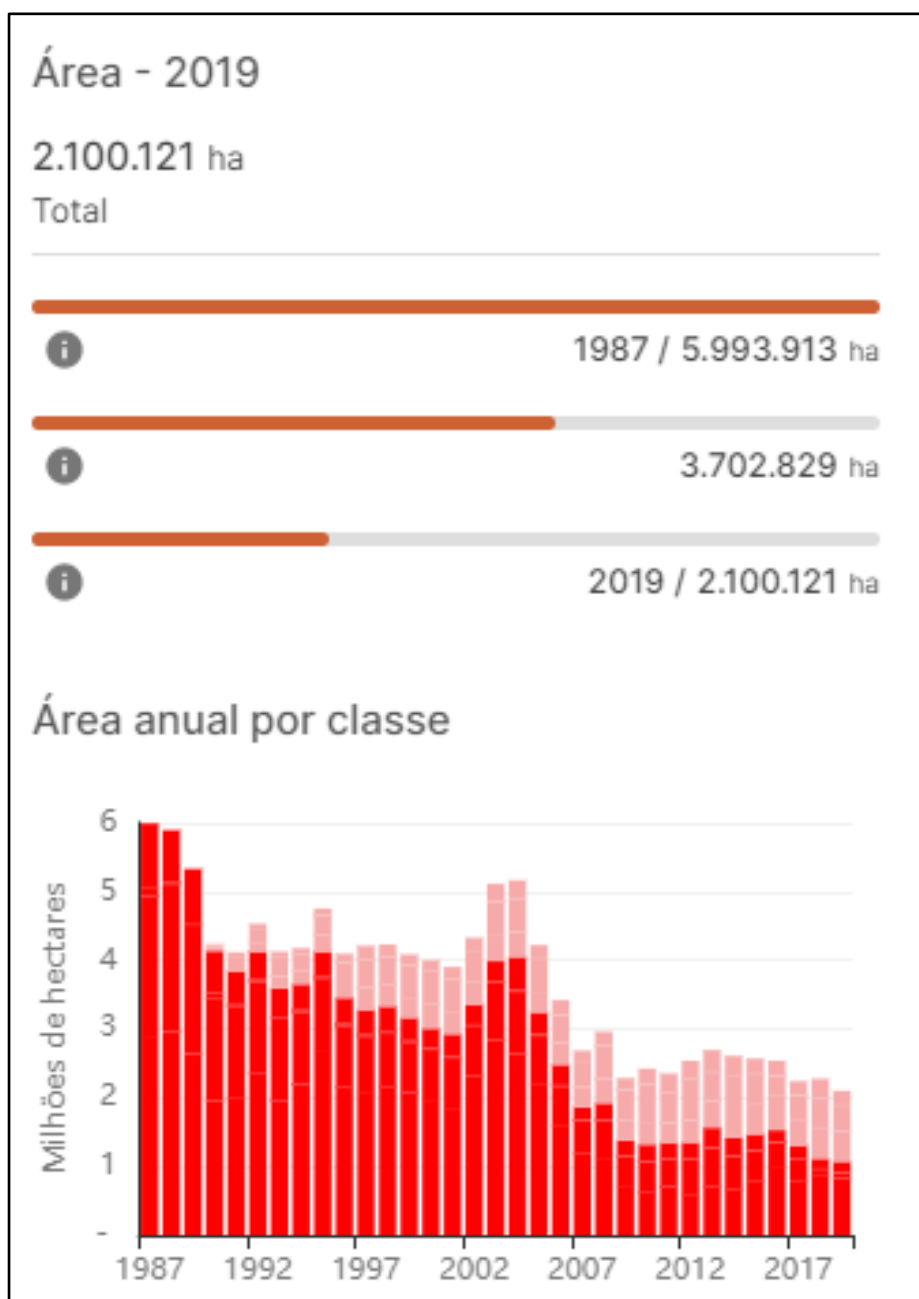 Área - 2019
2.100.121 ha
Total
i
1987 / 5.993.913 ha
i
3.702.829 ha
i
2019 / 2.100.121 ha
Área anual por classe
Milhões de hectares
6
5
4
3
2
1
-
1987 1992 1997 2002 2007 2012 2017